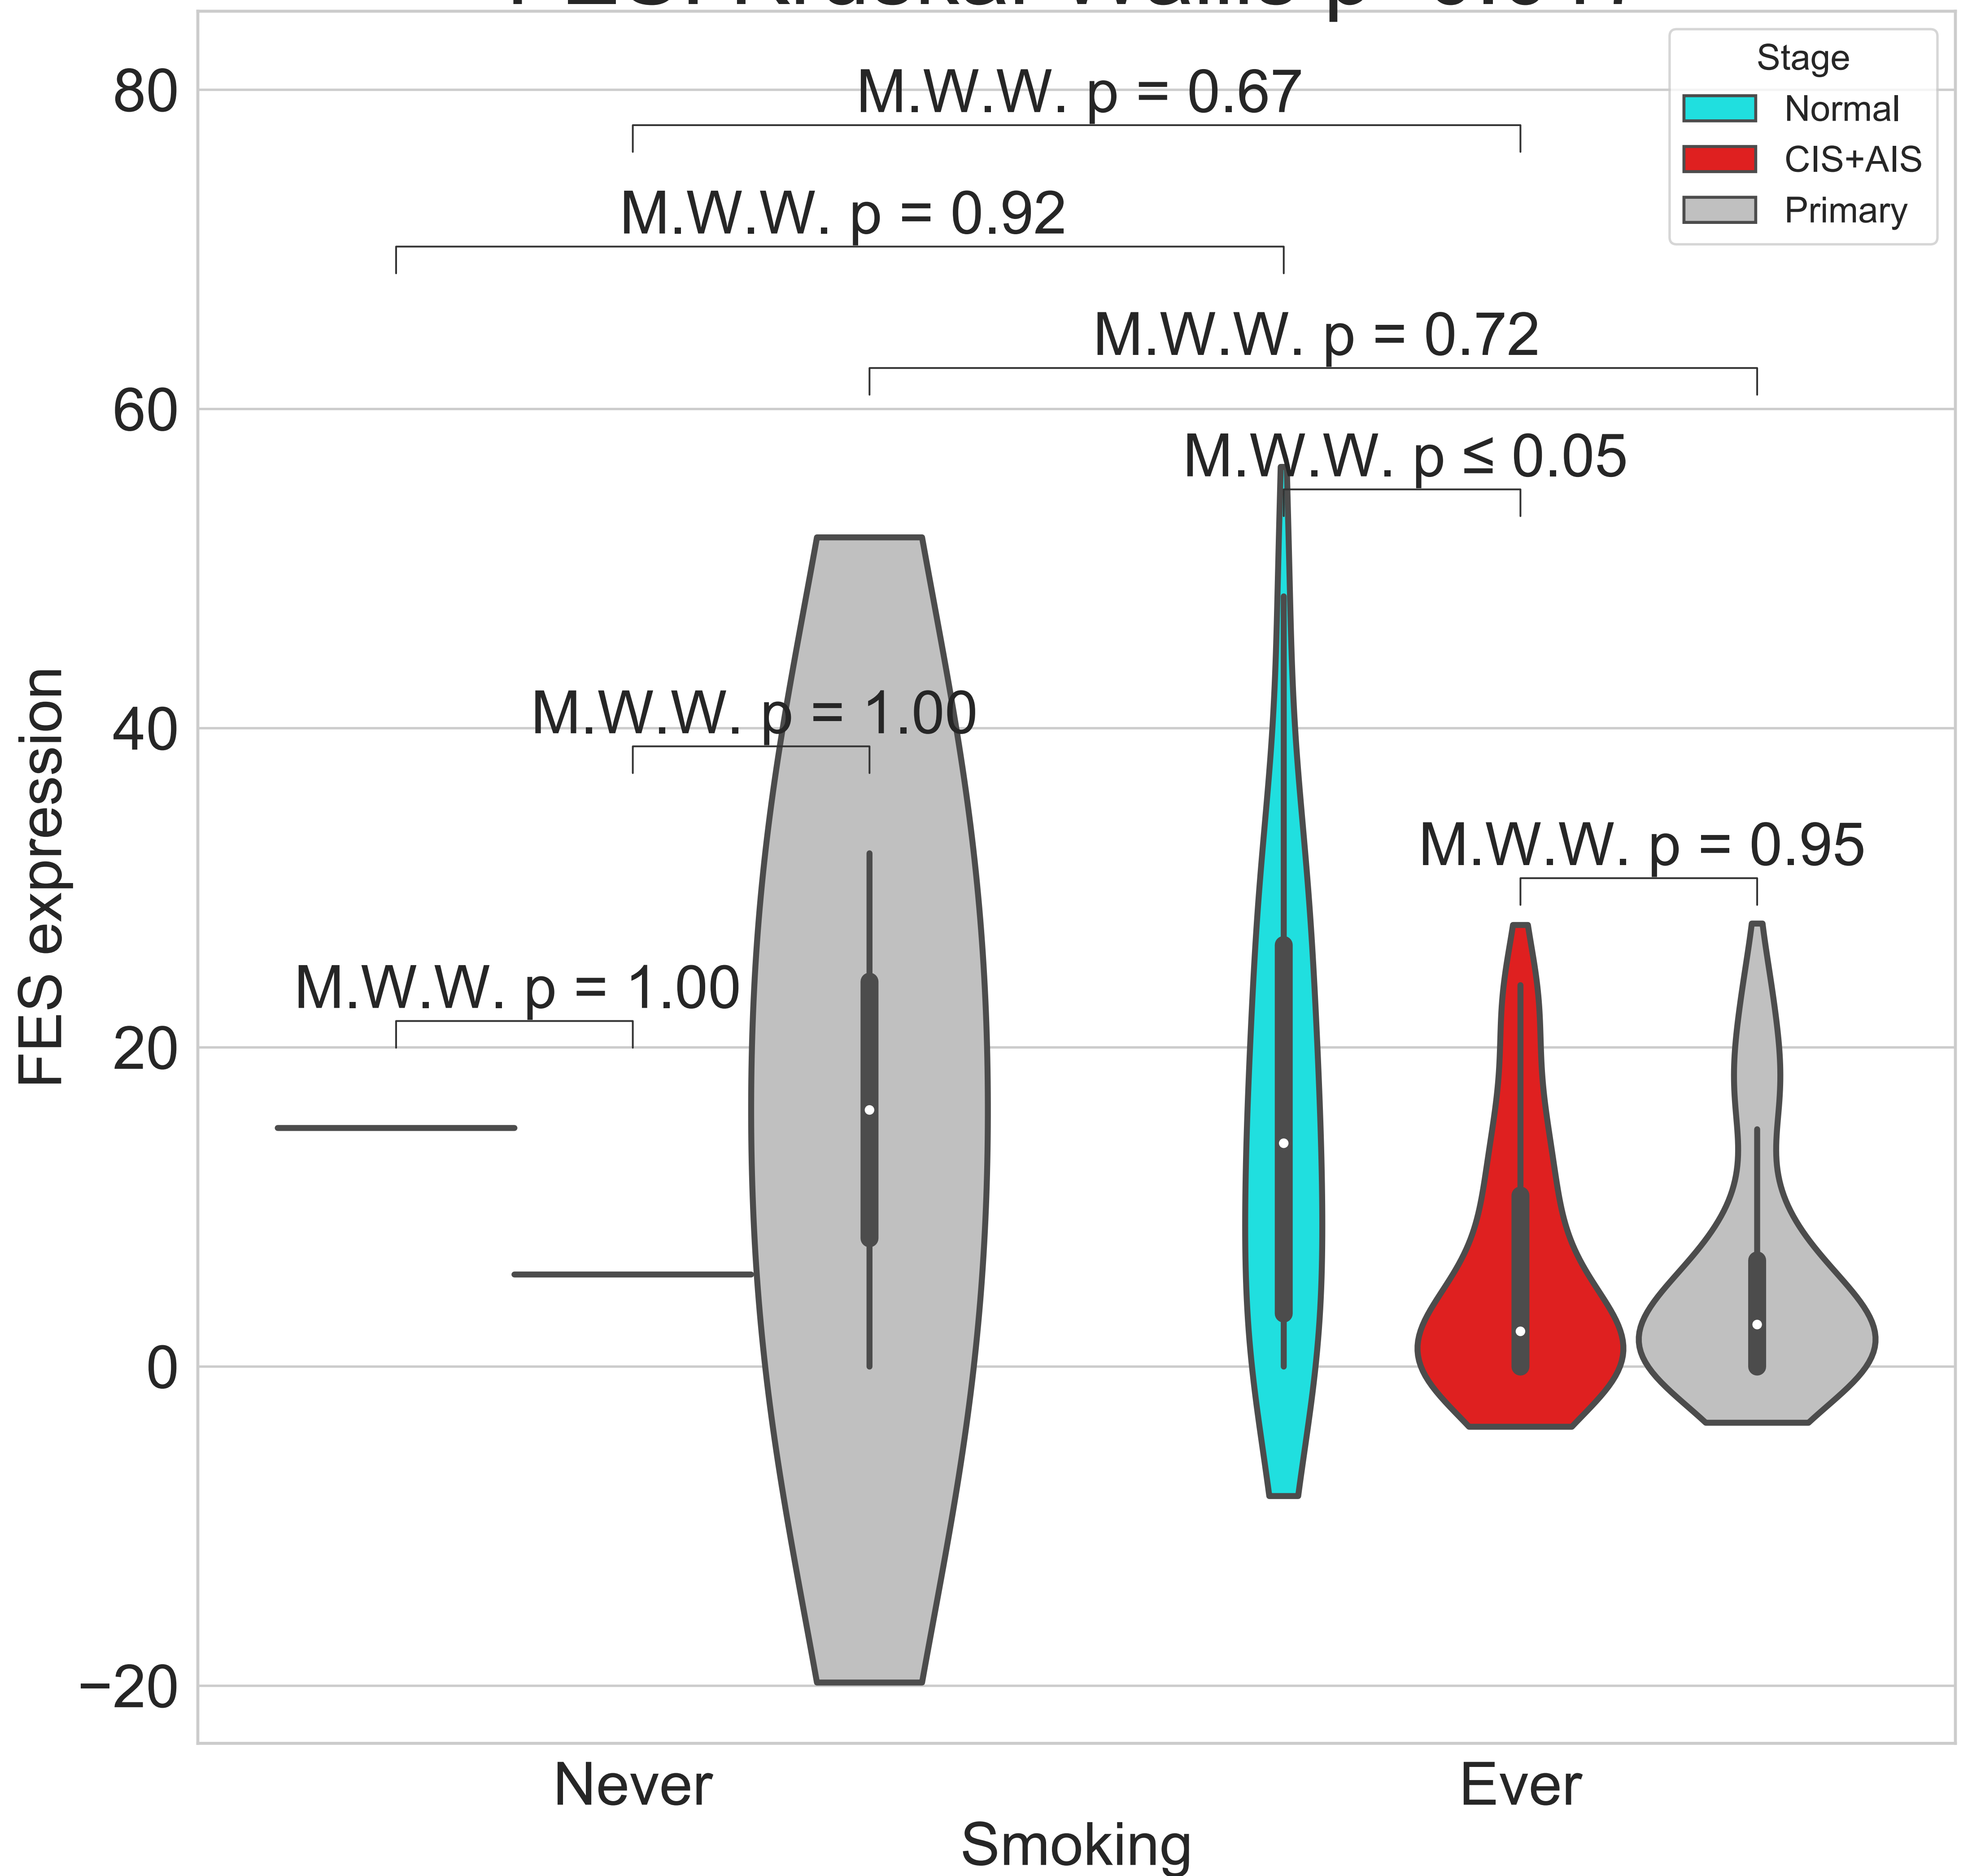 Stage
Normal
CIS+AIS
Primary
M.W.W. p = 0.67
M.W.W. p = 0.92
M.W.W. p = 0.72
M.W.W. p ≤ 0.05
M.W.W. p = 1.00
M.W.W. p = 0.95
M.W.W. p = 1.00
80
60
40
20
0
−20
FES expression
Never
Ever
Smoking